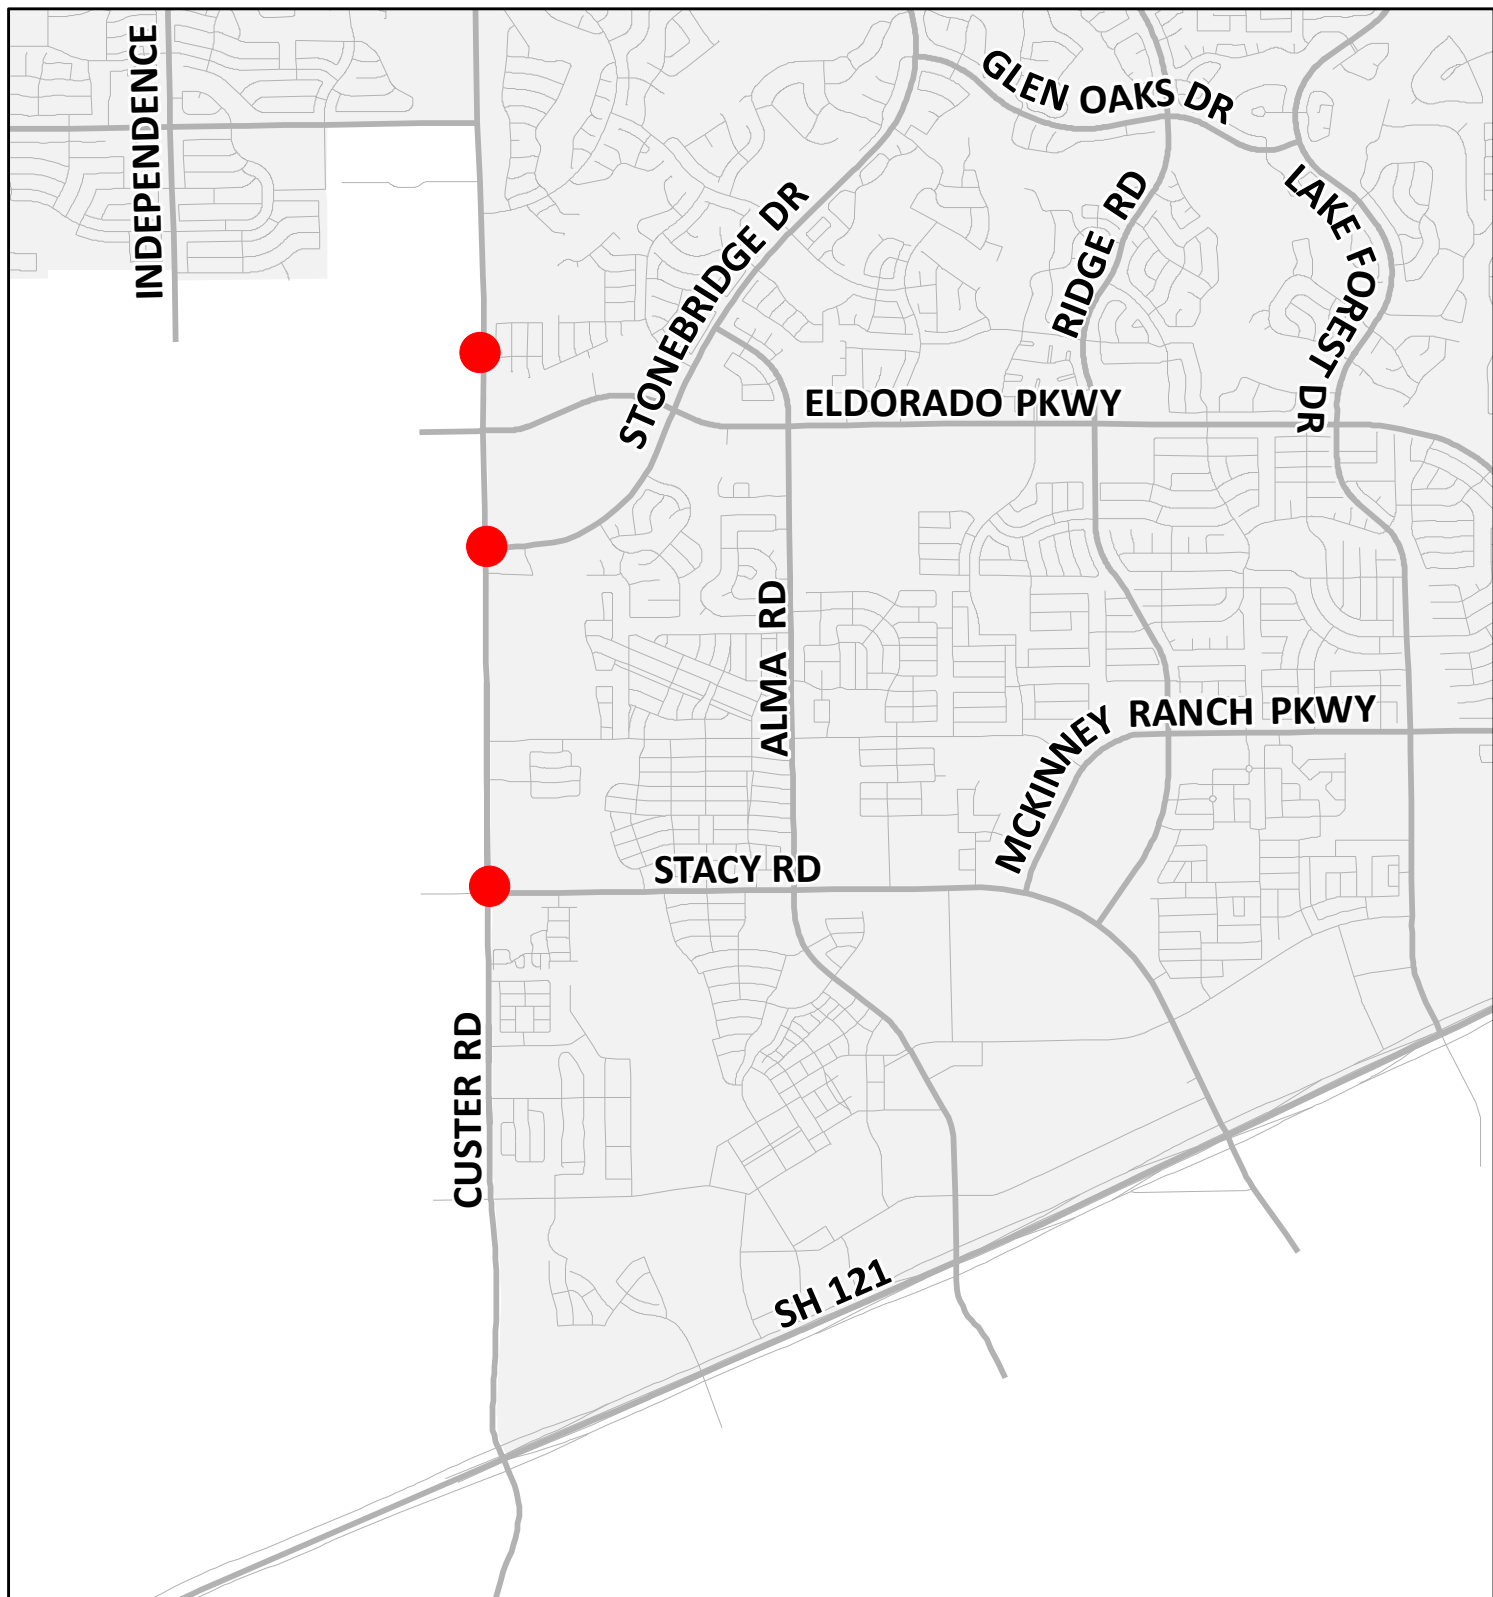 INDEPENDENCE
GLEN OAKS DR
STONEBRIDGE DR
RIDGE RD
LAKE FOREST DR
ELDORADO PKWY
ALMA RD
MCKINNEY RANCH PKWY
STACY RD
CUSTER RD
SH 121